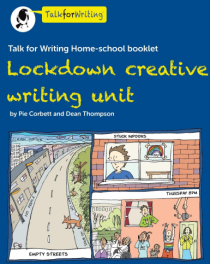 TalkforWriting
Talk for Writing Home-school booklet
Lockdown creative
writing unit
by Pie Corbett and Dean Thompson
STUCK INDOORS
THURSDAY 8PM
EMPTY STREETS